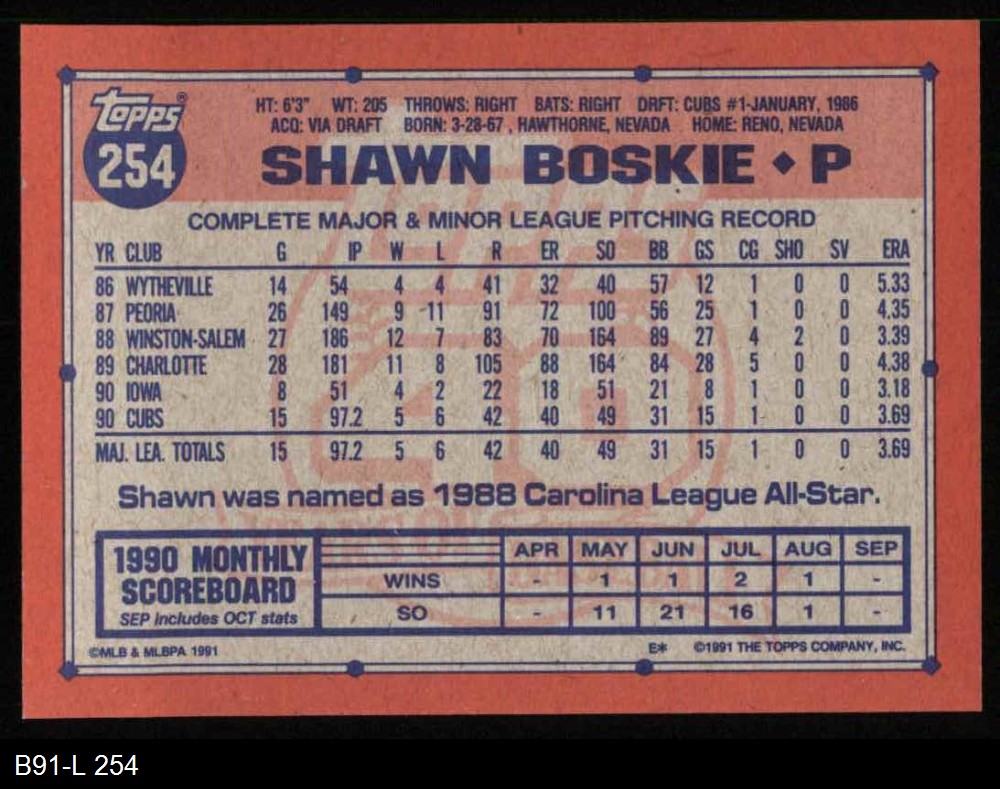 Topps®
254
HT: 6'3" WT: 205 THROWS: RIGHT BATS: RIGHT DRFT: CUBS #1-JANUARY, 1986
ACQ: VIA DRAFT BORN: 3-28-67, HAWTHORNE, NEVADA HOME: RENO, NEVADA
SHAWN BOSKIE ◆ P
COMPLETE MAJOR & MINOR LEAGUE PITCHING RECORD
YR CLUB G IP W L R ER SO BB GS CG SHO SV ERA
86 WYTHEVILLE 14 54 4 4 41 32 40 57 12 1 0 0 5.33
87 PEORIA 26 149 9 11 91 72 100 56 25 1 0 0 4.35
88 WINSTON-SALEM 27 186 12 7 83 70 164 89 27 4 2 0 3.39
89 CHARLOTTE 28 181 11 8 105 88 164 84 28 5 0 0 4.38
90 IOWA 8 51 4 2 22 18 51 21 8 1 0 0 3.18
90 CUBS 15 97.2 5 6 42 40 49 31 15 1 0 0 3.69
MAJ. LEA. TOTALS 15 97.2 5 6 42 40 49 31 15 1 0 0 3.69
Shawn was named as 1988 Carolina League All-Star.
1990 MONTHLY SCOREBOARD
SEP includes OCT stats
APR MAY JUN JUL AUG SEP
WINS - 1 1 2 1 -
SO - 11 21 16 1 -
©MLB & MLBPA 1991 E* ©1991 THE TOPPS COMPANY, INC.
B91-L 254